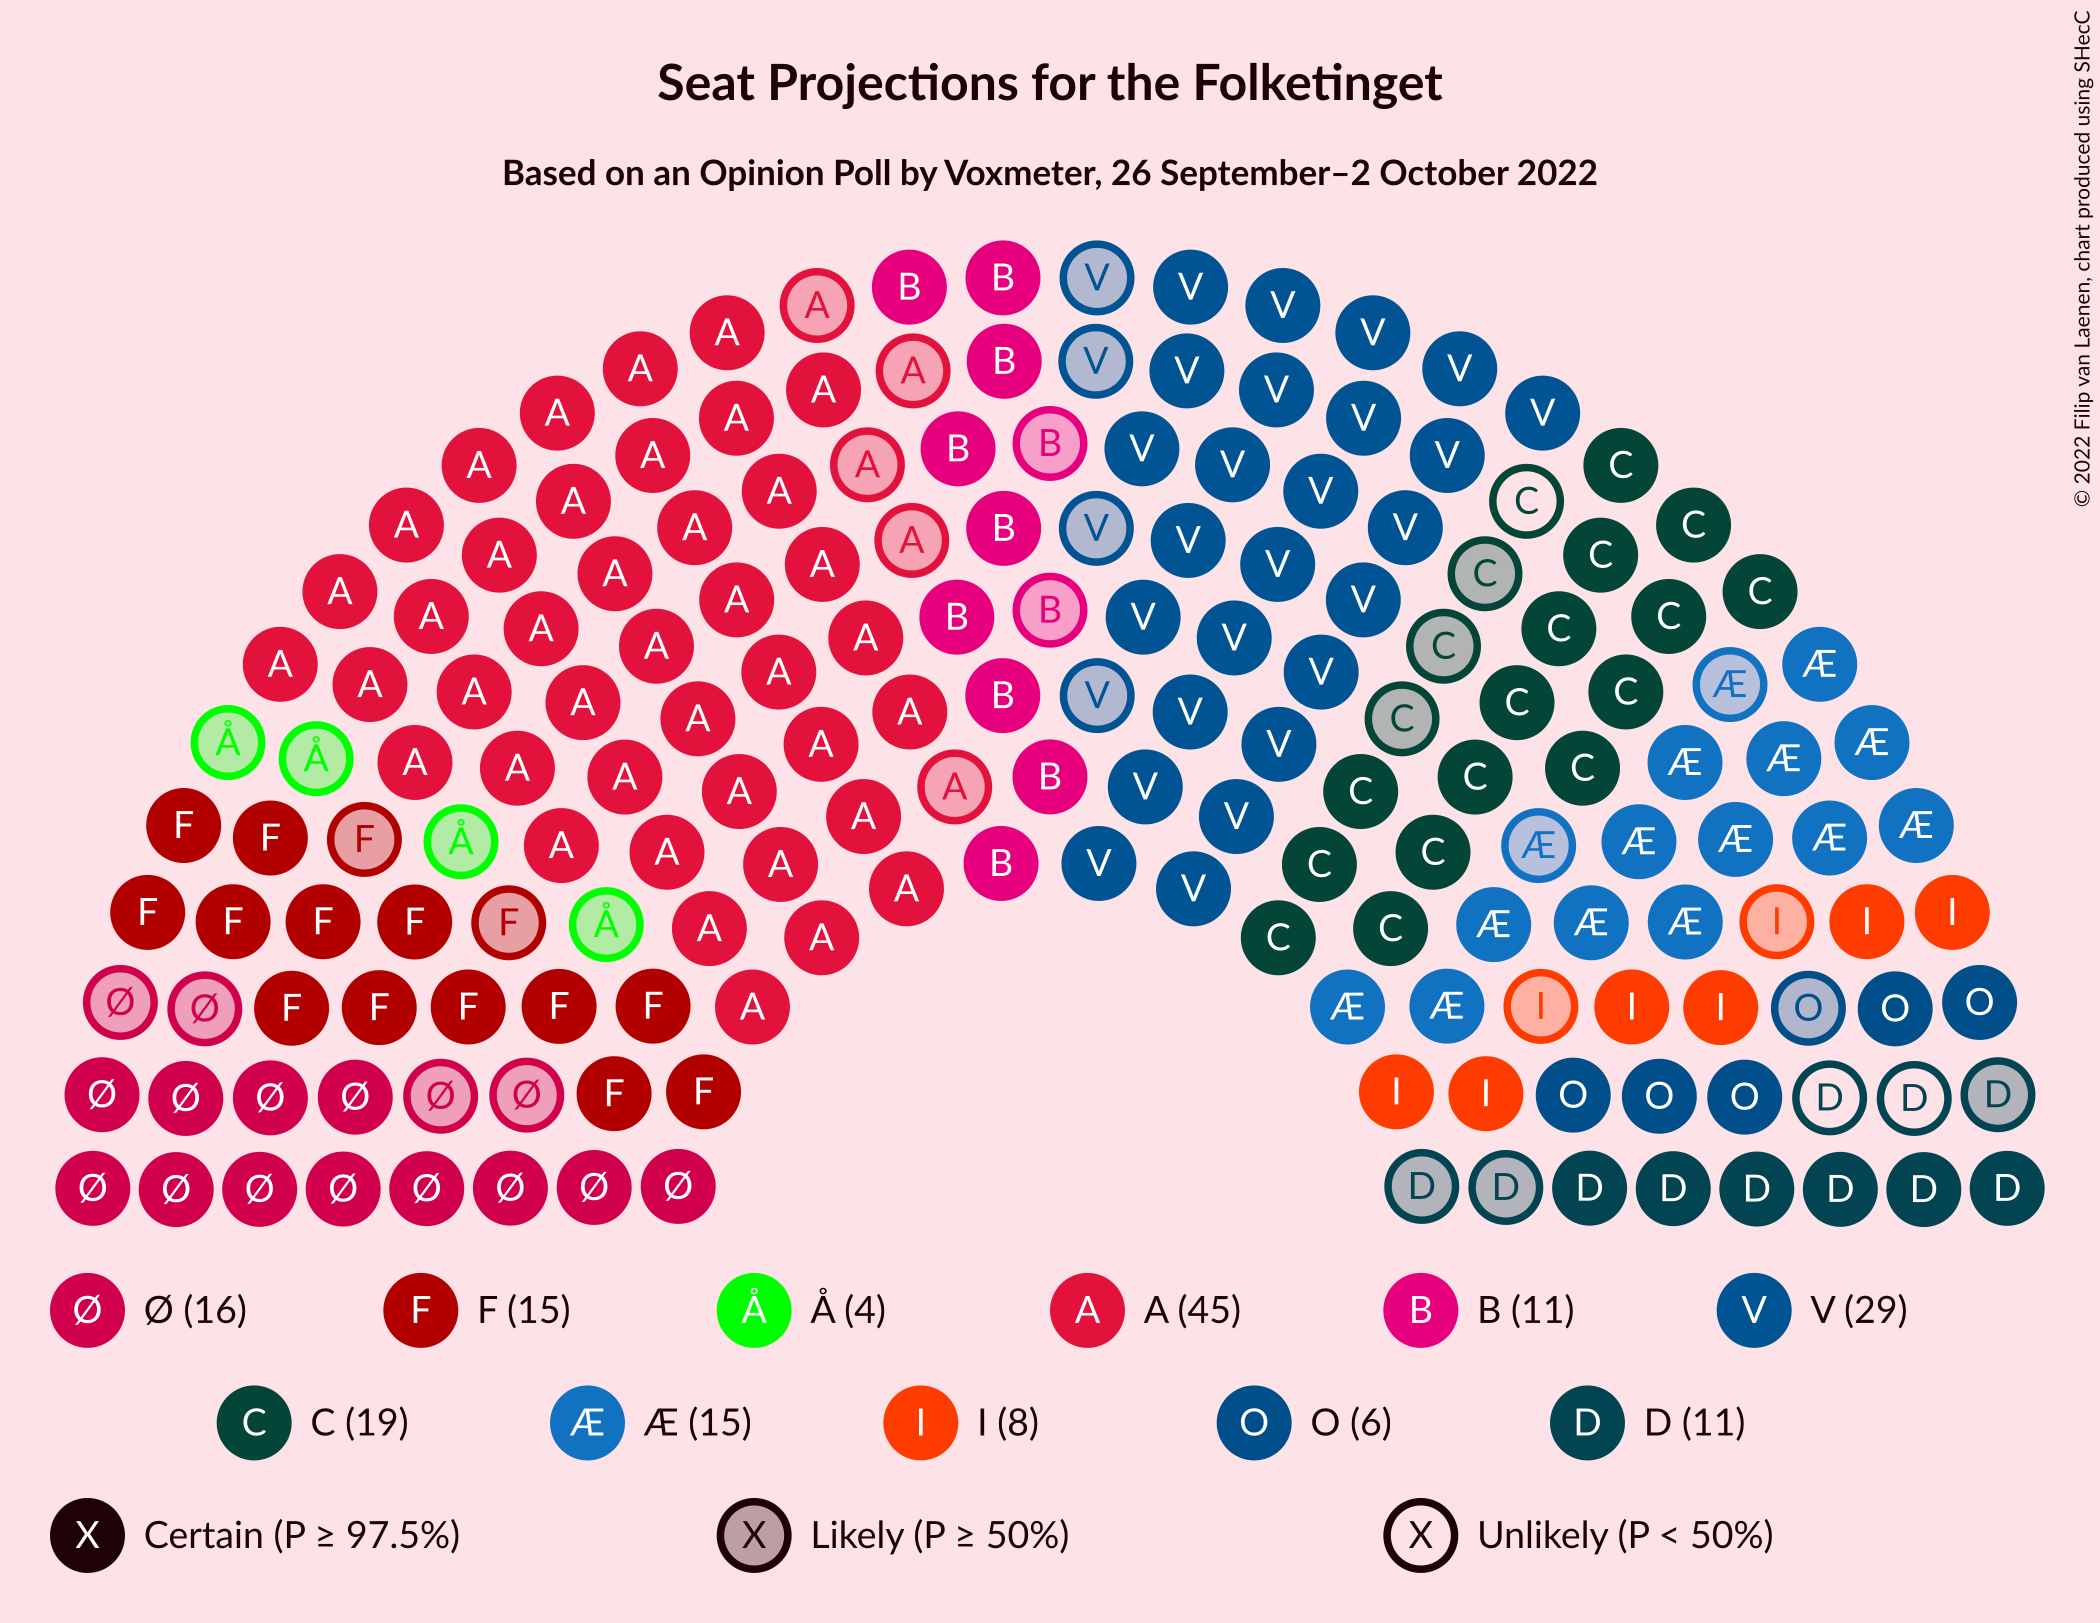 © 2022 Filip van Laenen, chart produced using SHecC
Seat Projections for the Folketinget
Based on an Opinion Poll by Voxmeter, 26 September–2 October 2022
A B B V V V
A V
A A A B V V V V
A A V V
A A A B B V V V C
A A V C
A A A A B V V V C C
A A A A V V C C
A A A A B B V V C C C
A A A A A B V V C C Æ Æ
Å A A A V V C Æ
Å A A A A A B V C C C Æ Æ
F F F Å A A A A B V V C C Æ Æ Æ Æ Æ
F F F F F Å A A A V C C Æ Æ Æ I I I
Ø Ø F F F F F A Æ Æ I I I O O O
Ø Ø Ø Ø Ø Ø F F I I O O O D D D
Ø Ø Ø Ø Ø Ø Ø Ø D D D D D D D D
Ø Ø (16) F F (15) Å Å (4) A A (45) B B (11) V V (29)
C C (19) Æ Æ (15) I I (8) O O (6) D D (11)
X Certain (P ≥ 97.5%) X Likely (P ≥ 50%) X Unlikely (P < 50%)